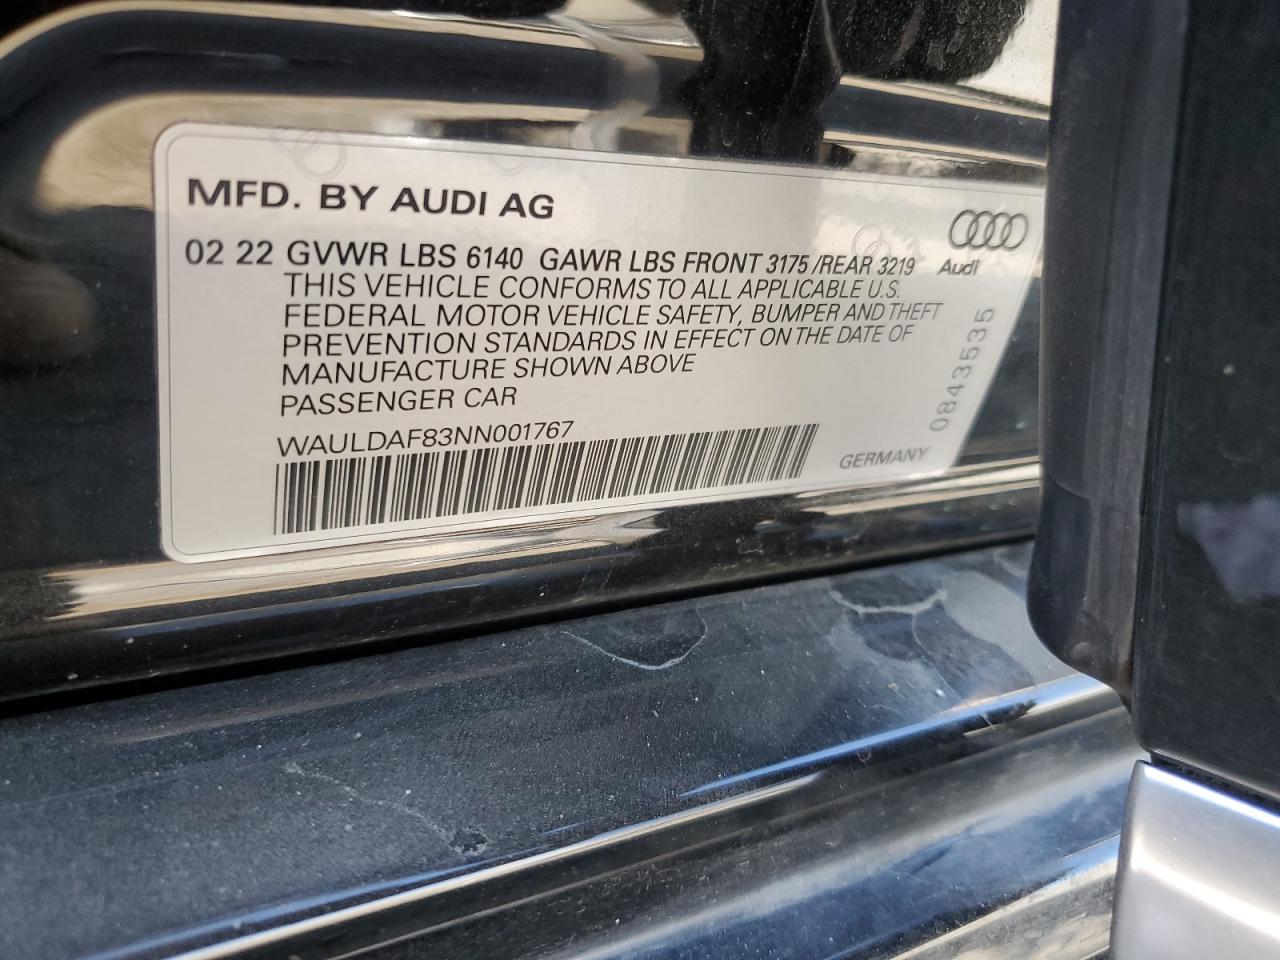 MFD. BY AUDI AG
02 22 GVWR LBS 6140 GAWR LBS FRONT 3175/REAR 3219
Audi
THIS VEHICLE CONFORMS TO ALL APPLICABLE U.S.
FEDERAL MOTOR VEHICLE SAFETY, BUMPER AND THEFT
PREVENTION STANDARDS IN EFFECT ON THE DATE OF
MANUFACTURE SHOWN ABOVE
PASSENGER CAR
WAULDAF83NN001767
GERMANY
0843535